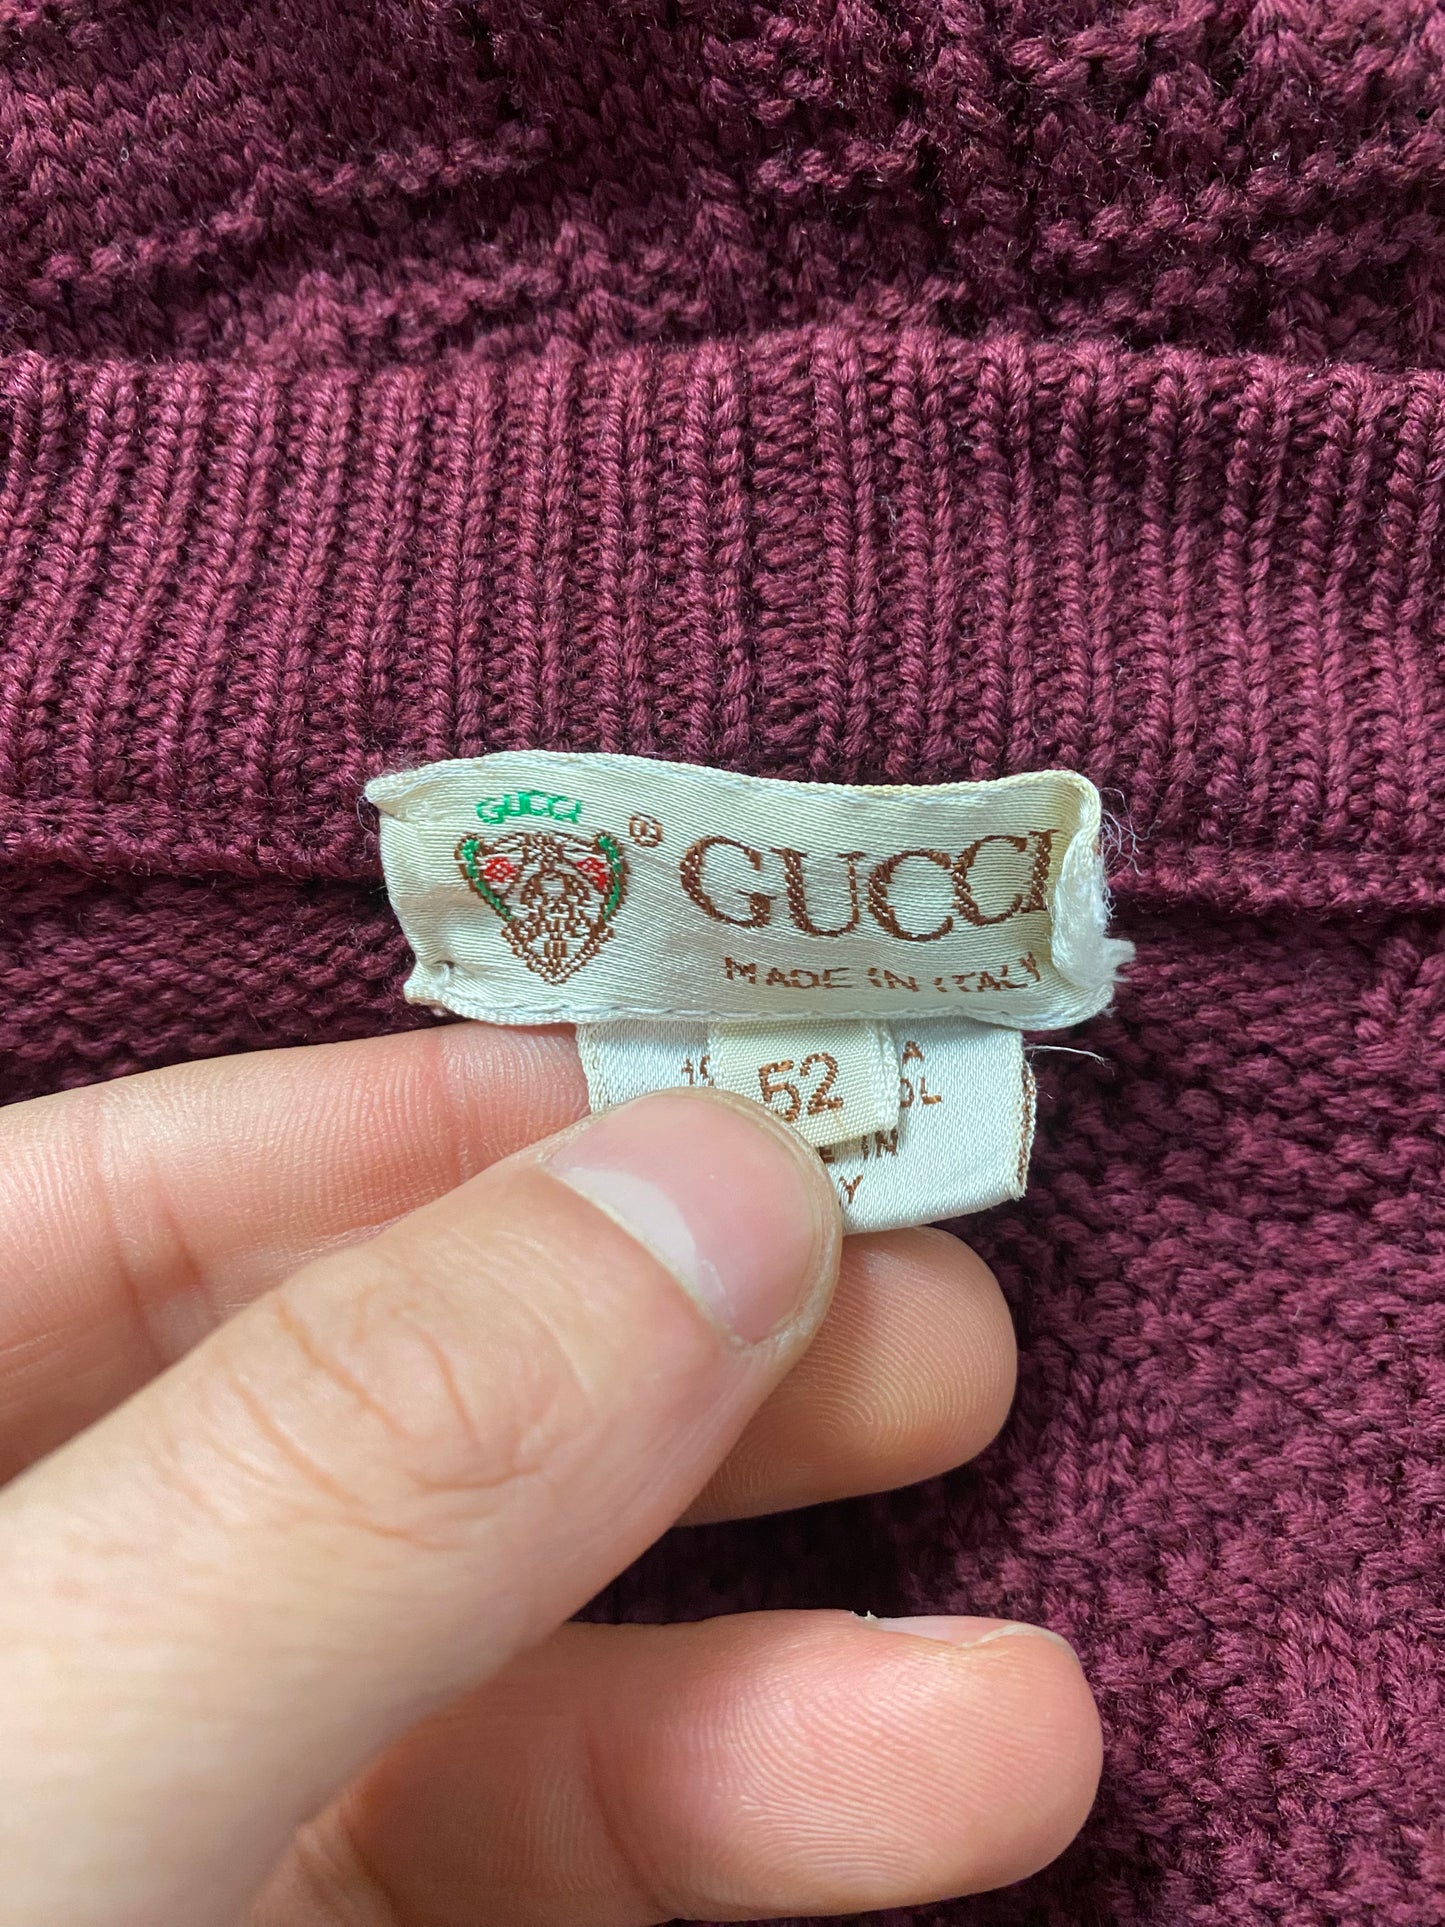 GUCCI
® GUCCI
MADE IN ITALY
52